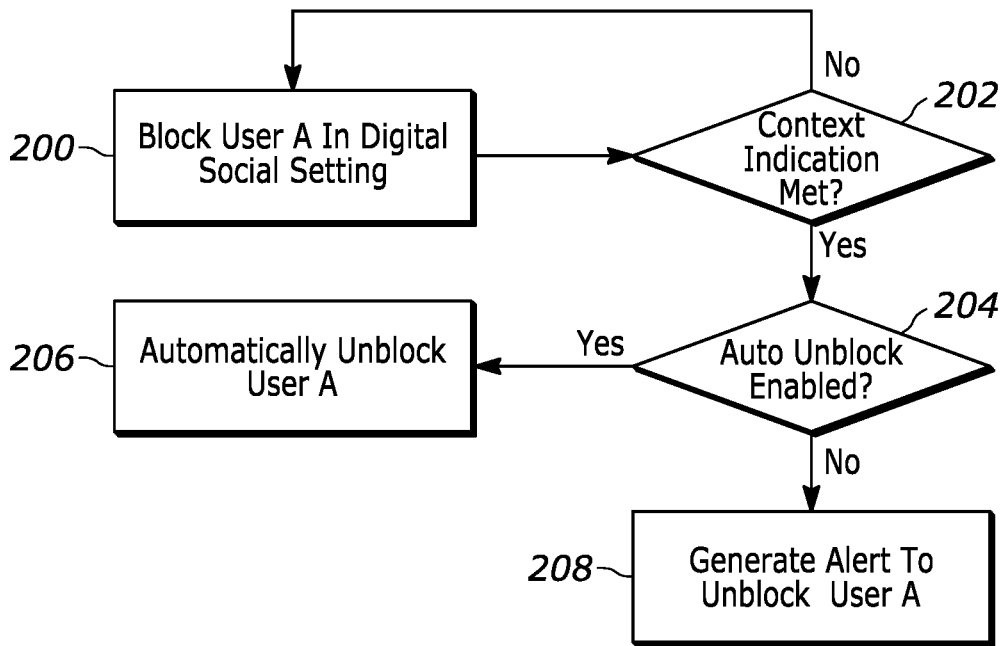 No
202
200
Block User A In Digital
Social Setting
Context
Indication
Met?
Yes
204
206
Automatically Unblock
User A
Yes
Auto Unblock
Enabled?
No
208
Generate Alert To
Unblock User A